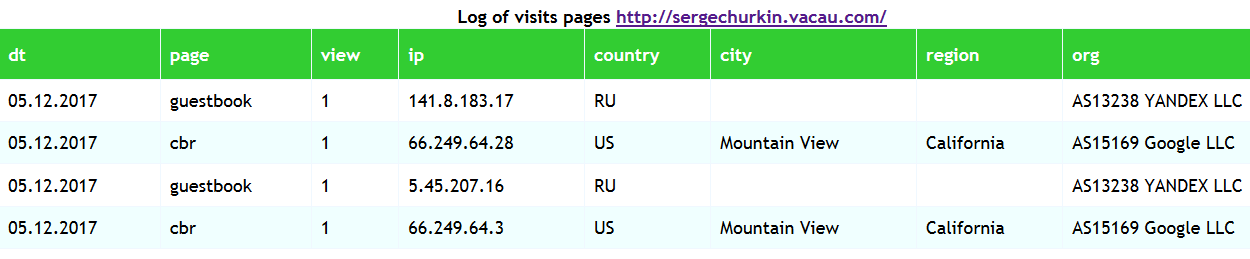 Log of visits pages http://sergechurkin.vacau.com/
dt page view ip country city region org
05.12.2017 guestbook 1 141.8.183.17 RU AS13238 YANDEX LLC
05.12.2017 cbr 1 66.249.64.28 US Mountain View California AS15169 Google LLC
05.12.2017 guestbook 1 5.45.207.16 RU AS13238 YANDEX LLC
05.12.2017 cbr 1 66.249.64.3 US Mountain View California AS15169 Google LLC